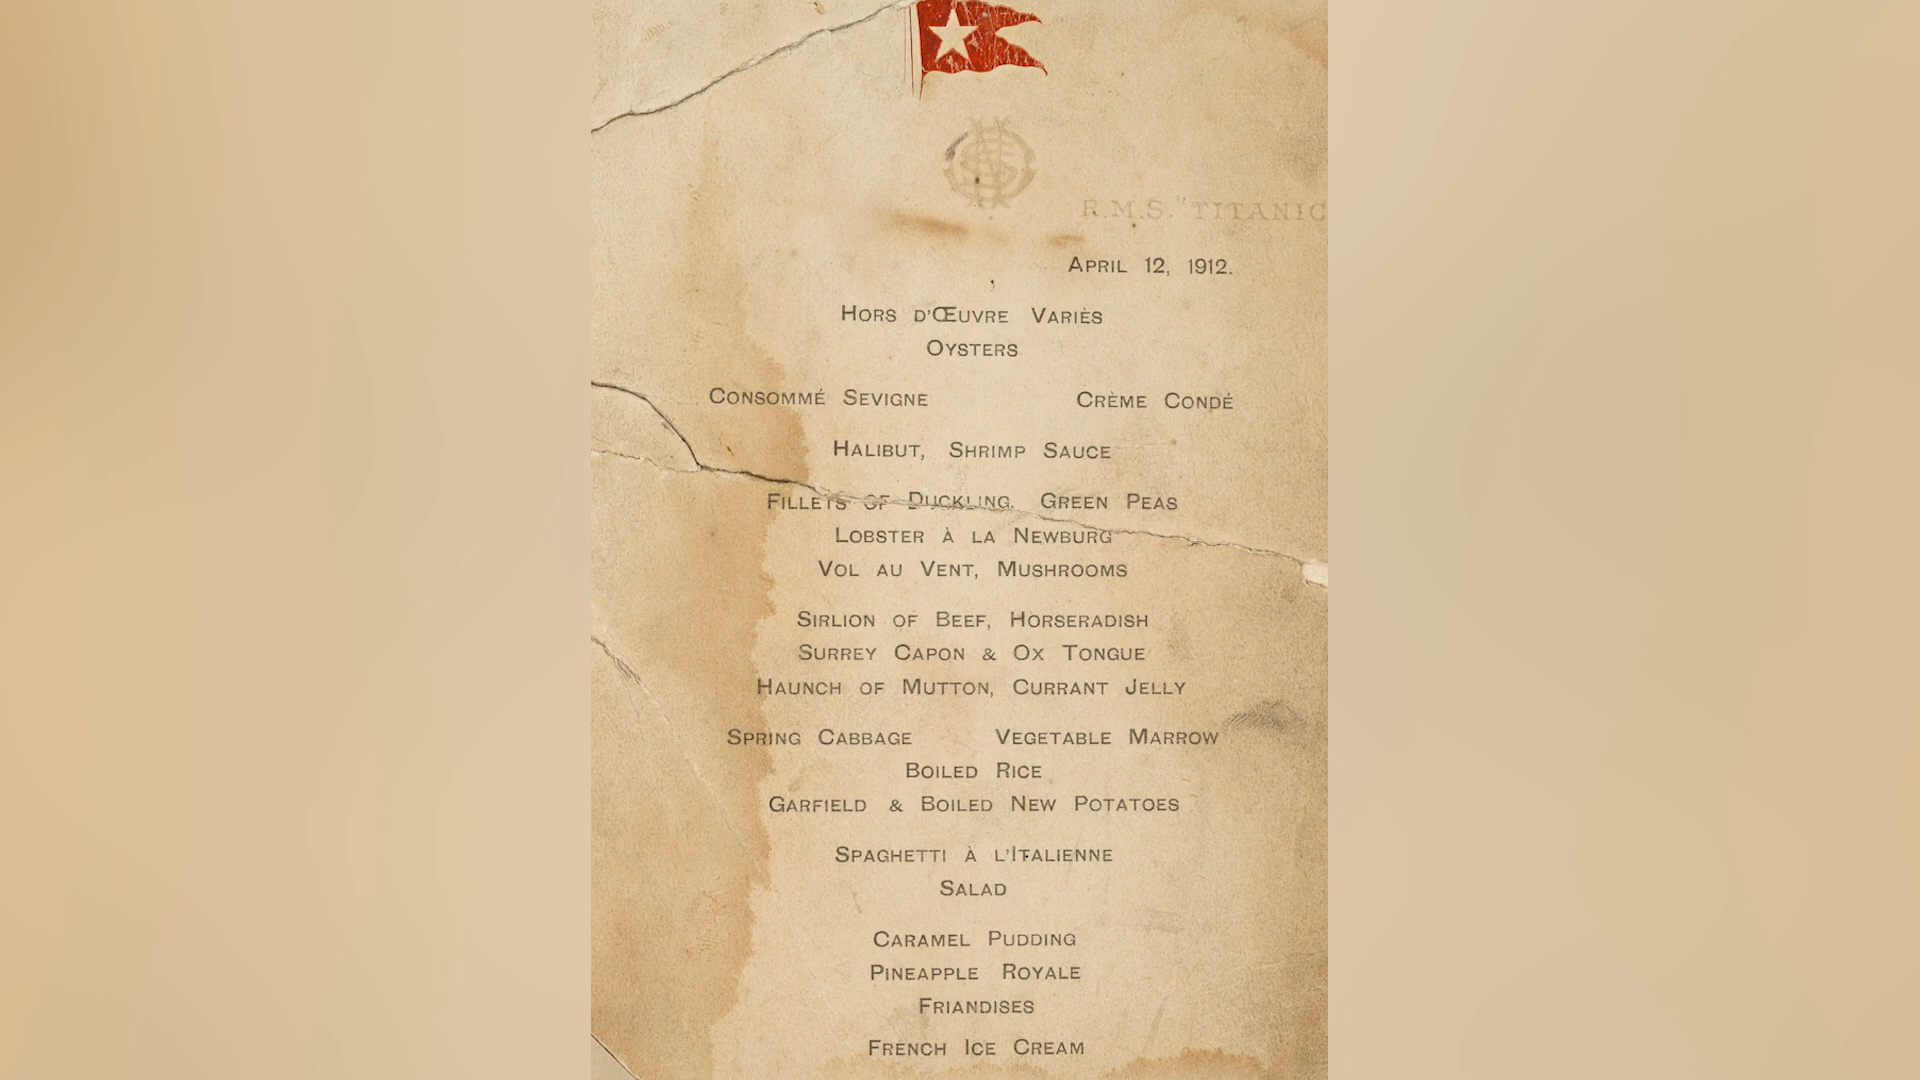 R.M.S. "TITANIC
April 12, 1912.
Hors d'Œuvre Variès
Oysters
Consommé Sevigne    Crème Condé
Halibut, Shrimp Sauce
Fillets of Duckling. Green Peas
Lobster à la Newburg
Vol au Vent, Mushrooms
Sirlion of Beef, Horseradish
Surrey Capon & Ox Tongue
Haunch of Mutton, Currant Jelly
Spring Cabbage    Vegetable Marrow
Boiled Rice
Garfield & Boiled New Potatoes
Spaghetti à l'Italienne
Salad
Caramel Pudding
Pineapple Royale
Friandises
French Ice Cream